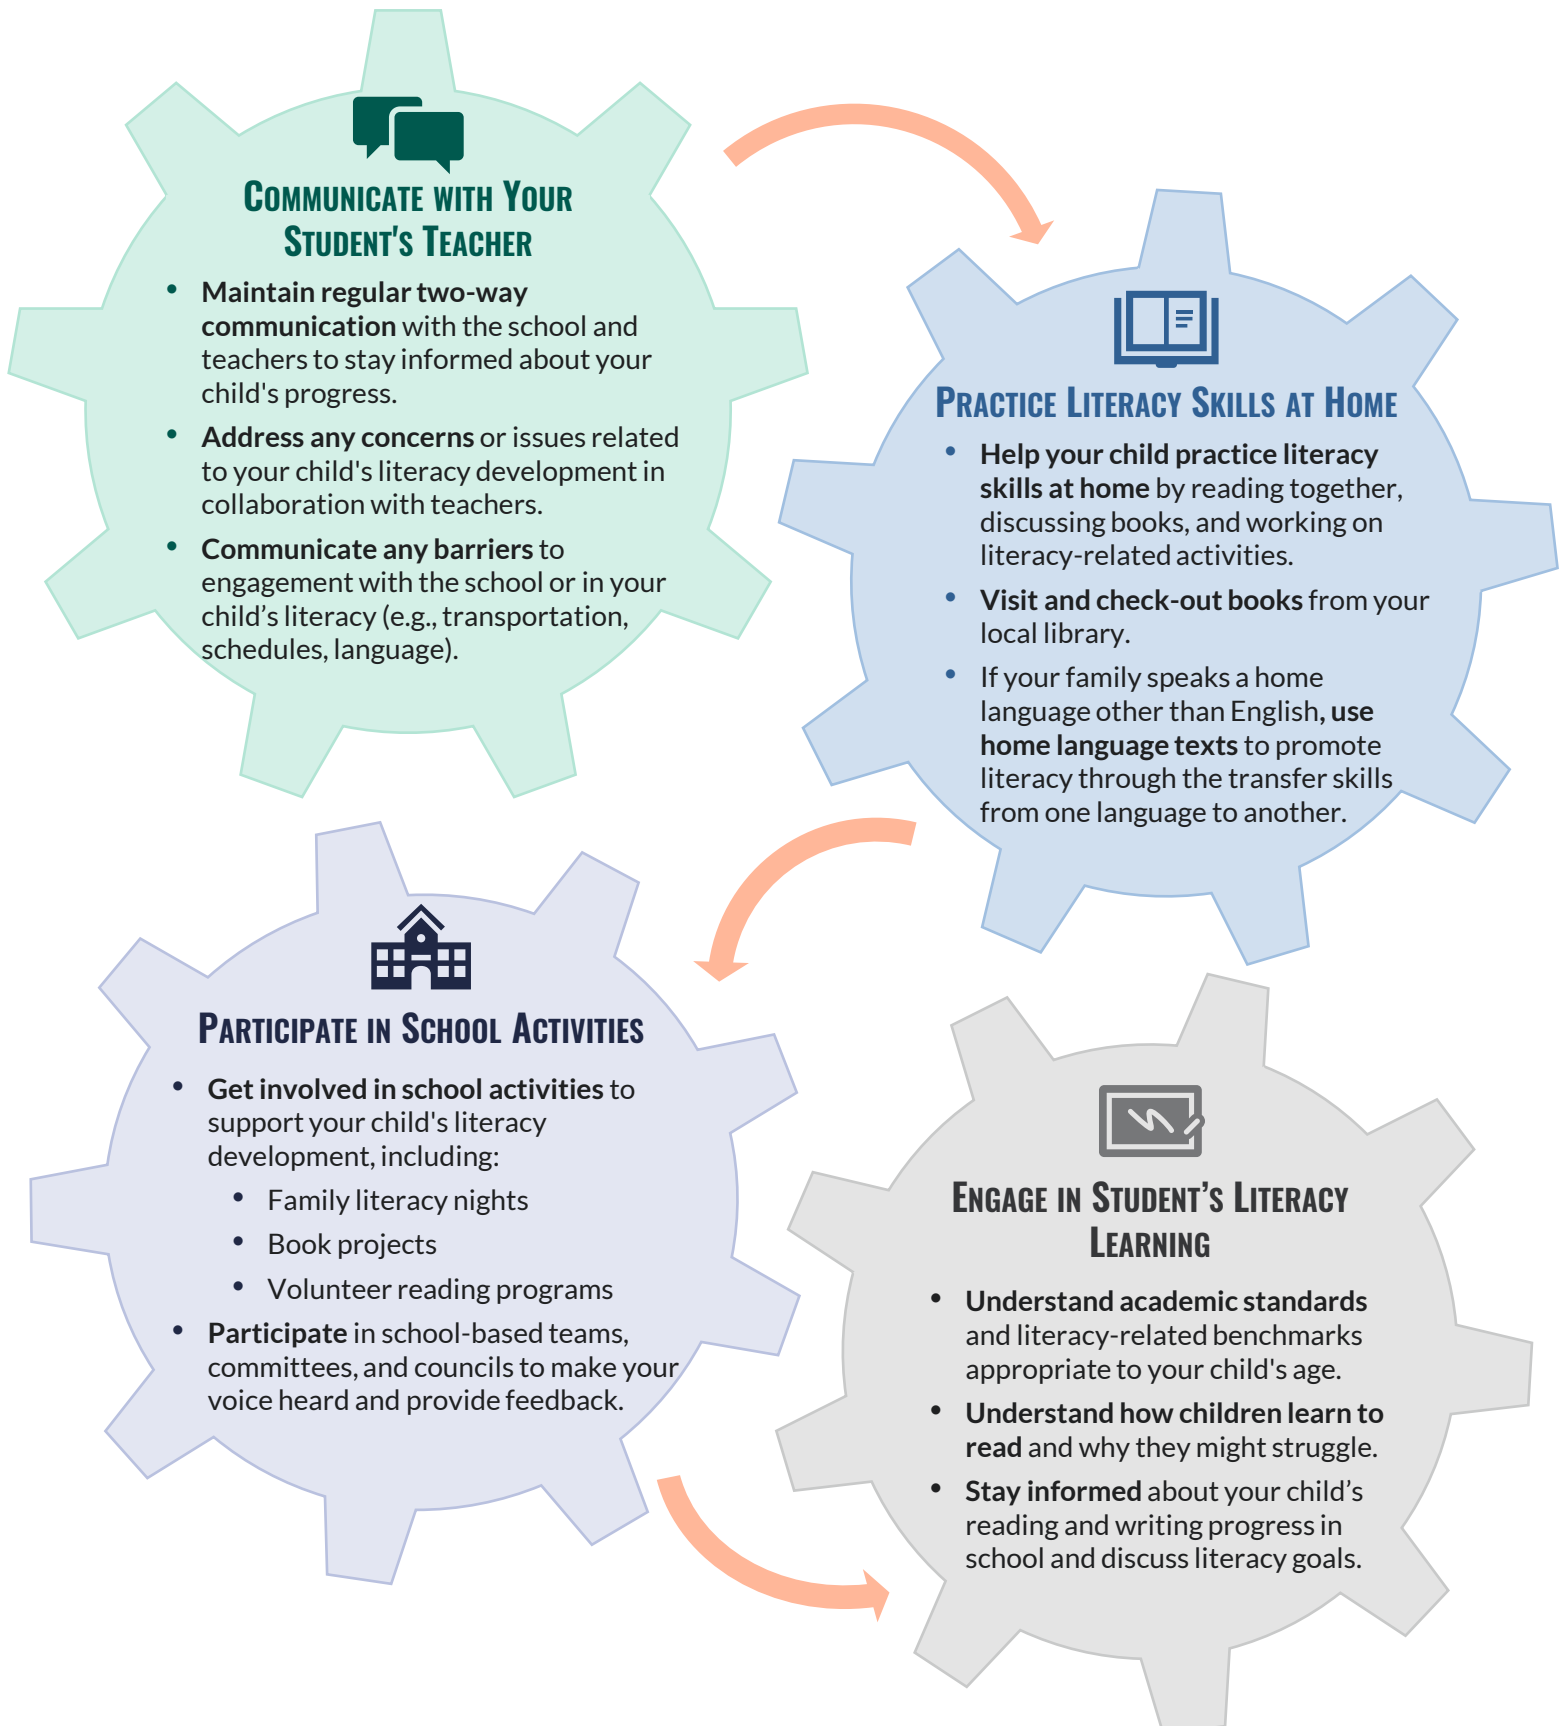 Communicate with Your
Student's Teacher
• Maintain regular two-way
communication with the school and
teachers to stay informed about your
child's progress.
• Address any concerns or issues related
to your child's literacy development in
collaboration with teachers.
• Communicate any barriers to
engagement with the school or in your
child’s literacy (e.g., transportation,
schedules, language).
Practice Literacy Skills at Home
• Help your child practice literacy
skills at home by reading together,
discussing books, and working on
literacy-related activities.
• Visit and check-out books from your
local library.
• If your family speaks a home
language other than English, use
home language texts to promote
literacy through the transfer skills
from one language to another.
Participate in School Activities
• Get involved in school activities to
support your child's literacy
development, including:
• Family literacy nights
• Book projects
• Volunteer reading programs
• Participate in school-based teams,
committees, and councils to make your
voice heard and provide feedback.
Engage in Student’s Literacy
Learning
• Understand academic standards
and literacy-related benchmarks
appropriate to your child's age.
• Understand how children learn to
read and why they might struggle.
• Stay informed about your child’s
reading and writing progress in
school and discuss literacy goals.